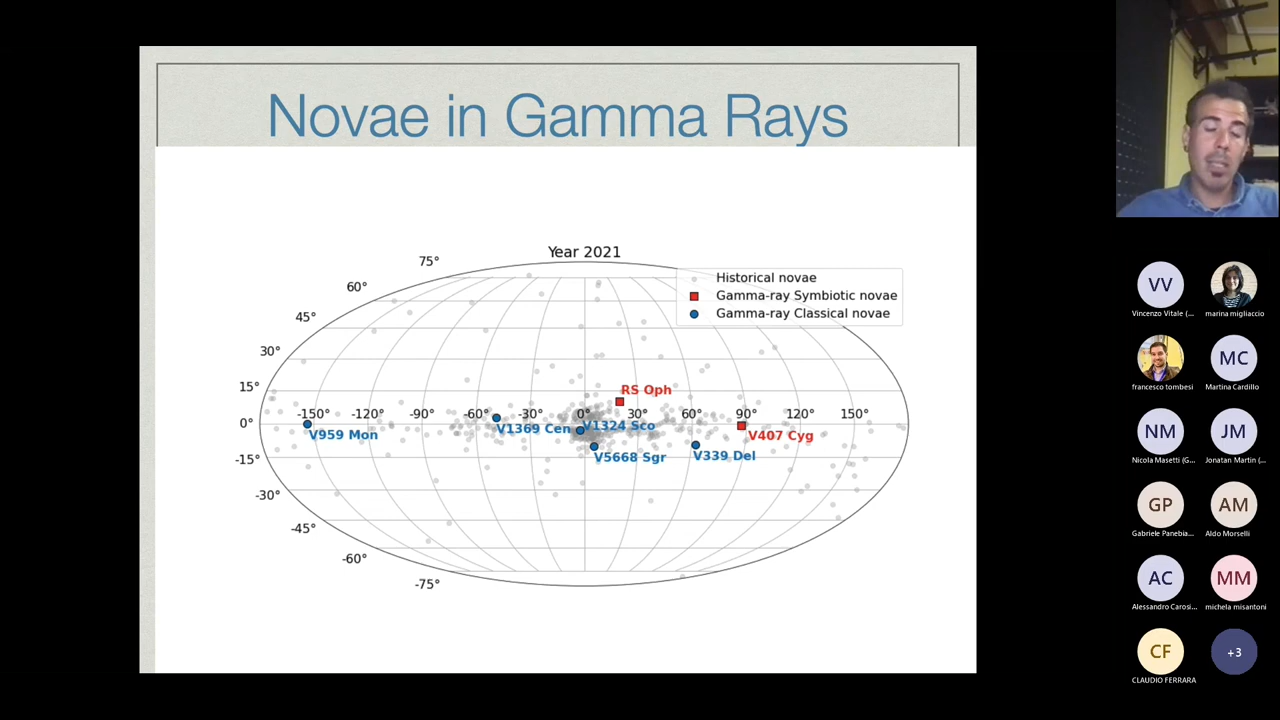 Novae in Gamma Rays
Year 2021
Historical novae
Gamma-ray Symbiotic novae
Gamma-ray Classical novae
75°
60°
45°
30°
15°
0°
-15°
-30°
-45°
-60°
-75°
-150° -120° -90° -60° -30° 0° 30° 60° 90° 120° 150°
RS Oph
V959 Mon
V1369 Cen
V1324 Sco
V407 Cyg
V5668 Sgr
V339 Del
VV
Vincenzo Vitale (...
marina migliaccio
francesco tombesi
MC
Martina Cardillo
NM
Nicola Masetti (G...
JM
Jonatan Martin (...
GP
Gabriele Panebia...
AM
Aldo Morselli
AC
Alessandro Carosi...
MM
michela misantoni
CF
CLAUDIO FERRARA
+3